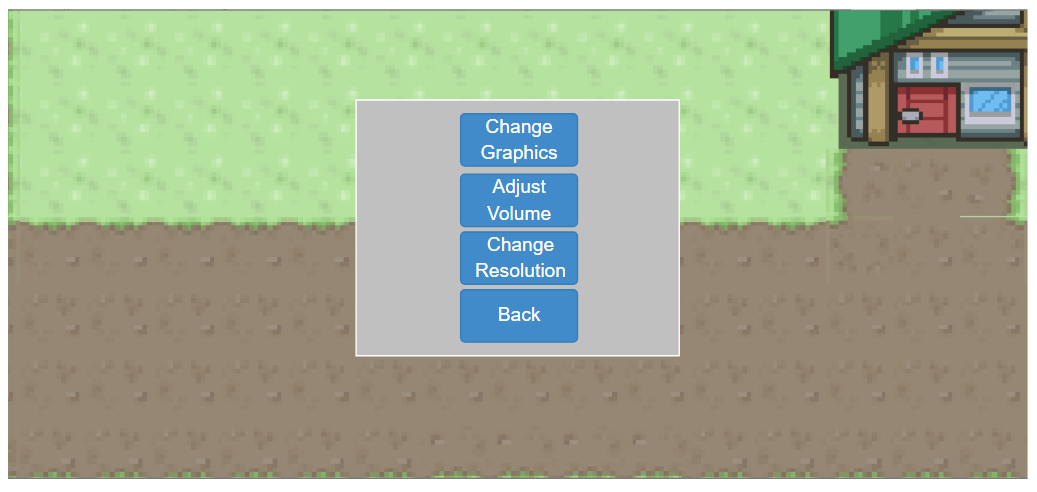 Change
Graphics
Adjust
Volume
Change
Resolution
Back